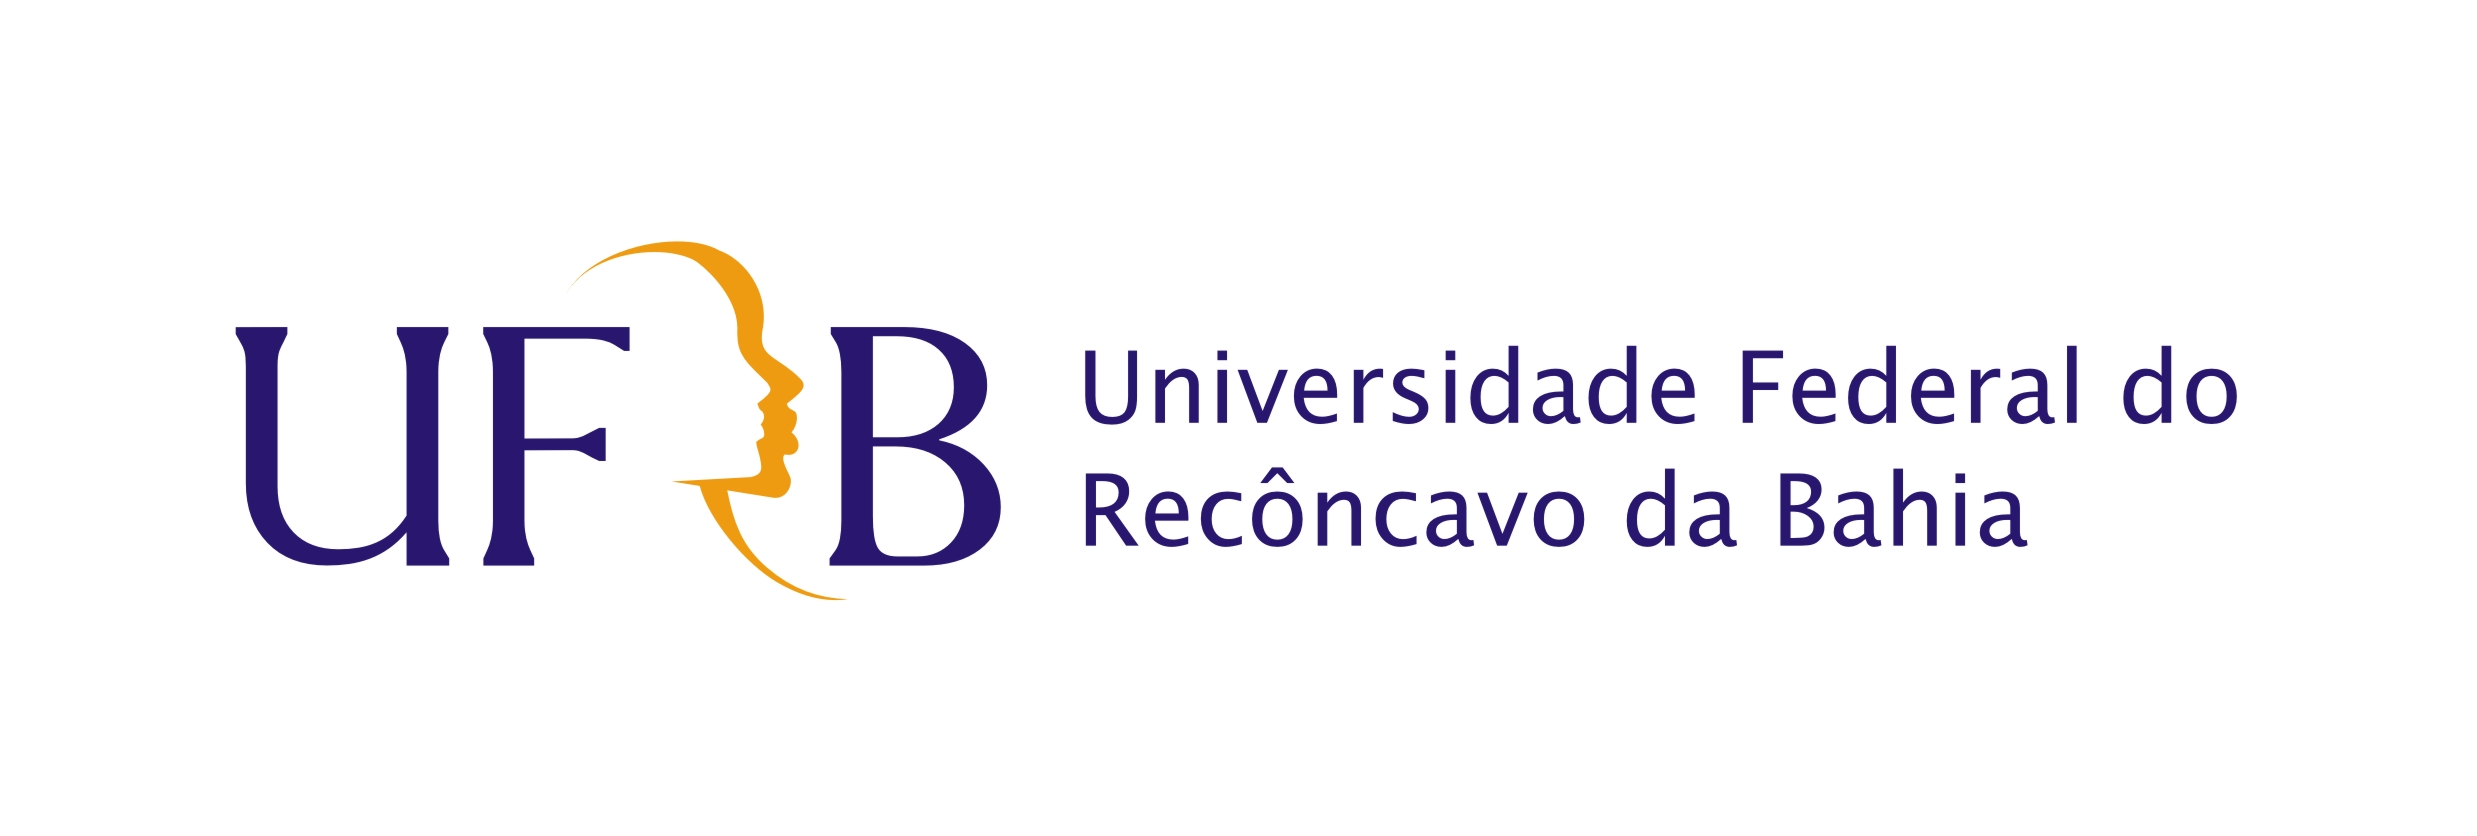 UFRB
Universidade Federal do
Recôncavo da Bahia